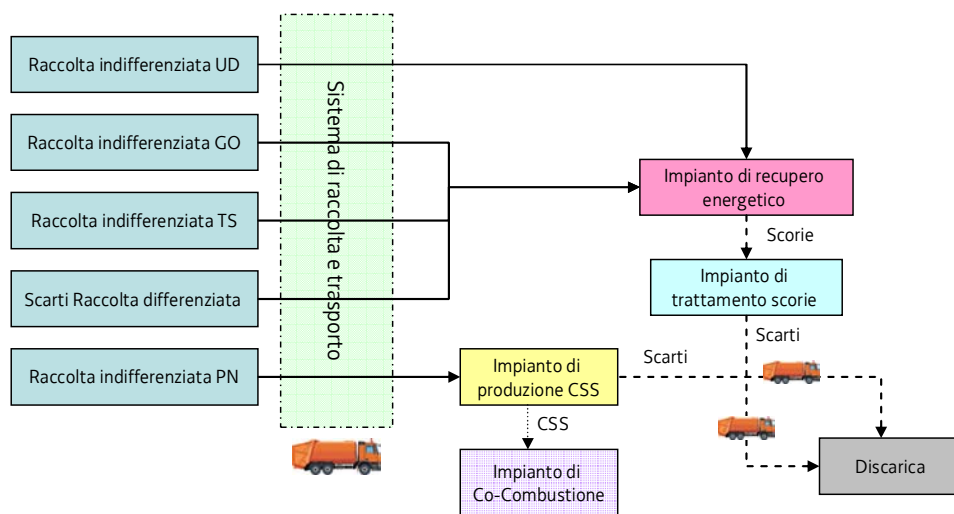 Raccolta indifferenziata UD
Raccolta indifferenziata GO
Raccolta indifferenziata TS
Scarti Raccolta differenziata
Raccolta indifferenziata PN
Sistema di raccolta e trasporto
Impianto di recupero
energetico
Scorie
Impianto di
trattamento scorie
Scarti
Impianto di
produzione CSS
Scarti
CSS
Impianto di
Co-Combustione
Discarica